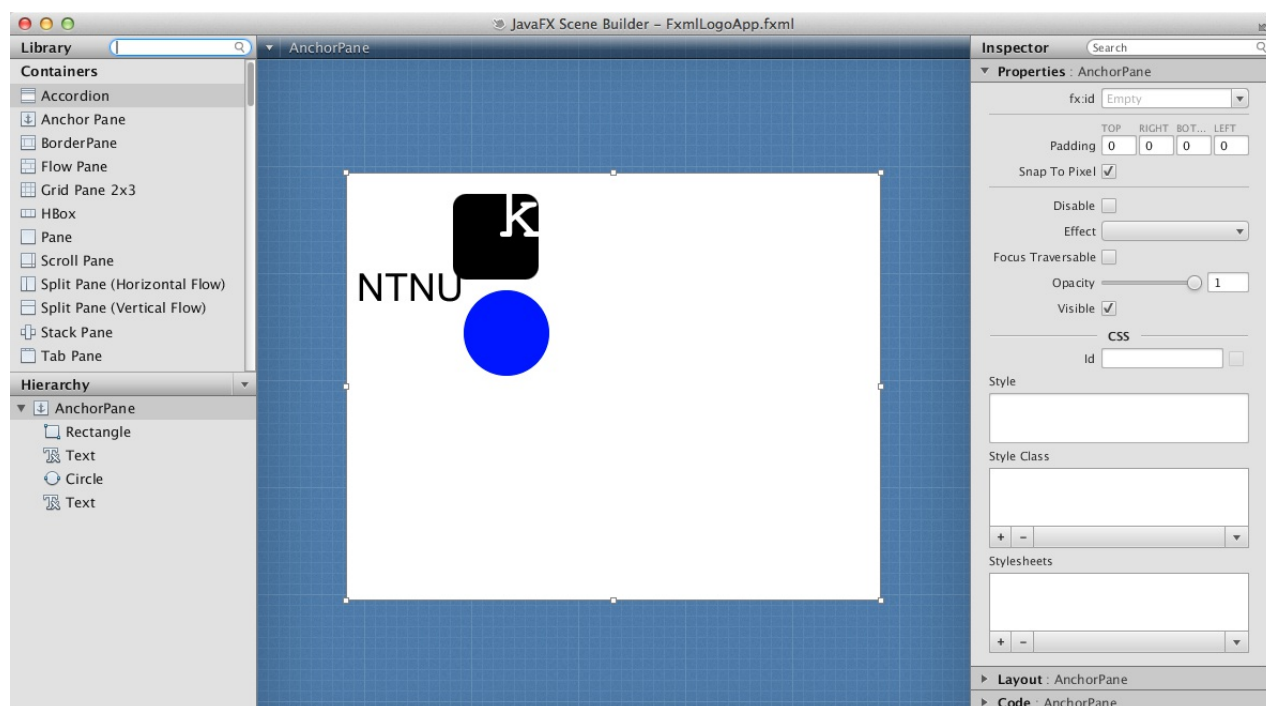 JavaFX Scene Builder – FxmlLogoApp.fxml
Library
Containers
Accordion
Anchor Pane
BorderPane
Flow Pane
Grid Pane 2x3
HBox
Pane
Scroll Pane
Split Pane (Horizontal Flow)
Split Pane (Vertical Flow)
Stack Pane
Tab Pane
Hierarchy
AnchorPane
Rectangle
Text
Circle
Text
AnchorPane
k
NTNU
Inspector Search
Properties : AnchorPane
fx:id Empty
TOP RIGHT BOT... LEFT
Padding 0 0 0 0
Snap To Pixel
Disable
Effect
Focus Traversable
Opacity 1
Visible
CSS
Id
Style
Style Class
+ −
Stylesheets
+ −
Layout : AnchorPane
Code : AnchorPane